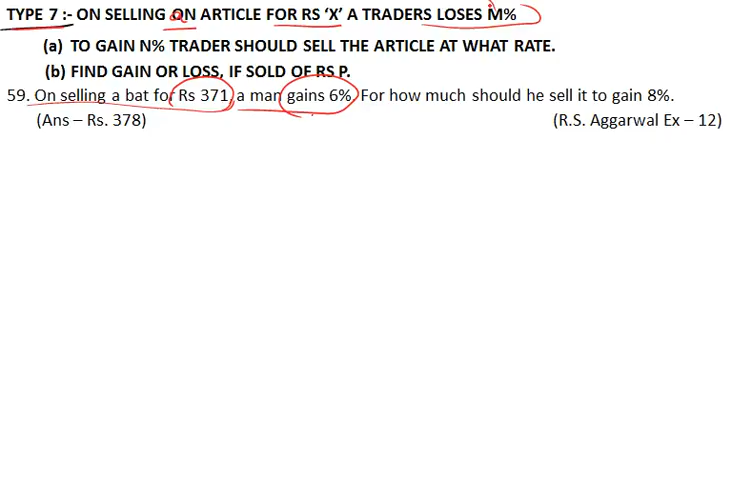 TYPE 7 :- ON SELLING ON ARTICLE FOR RS ‘X’ A TRADERS LOSES M%
(a) TO GAIN N% TRADER SHOULD SELL THE ARTICLE AT WHAT RATE.
(b) FIND GAIN OR LOSS, IF SOLD OF RS P.
59. On selling a bat for Rs 371, a man gains 6%. For how much should he sell it to gain 8%.
(Ans – Rs. 378) (R.S. Aggarwal Ex – 12)